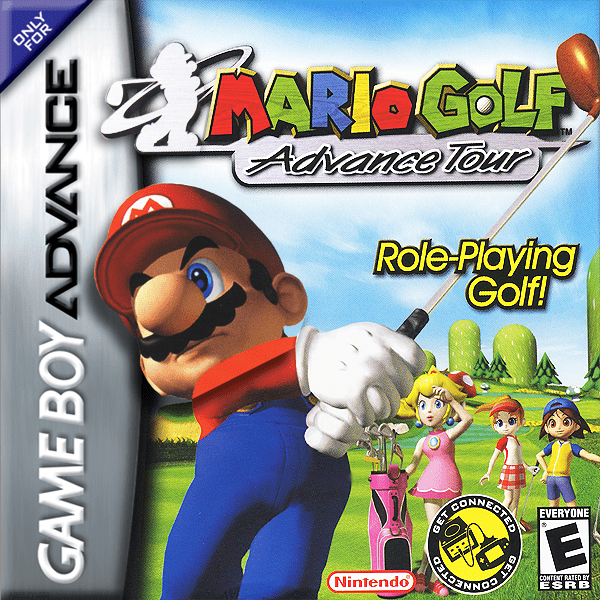 ONLY
FOR
GAME BOY ADVANCE
MARIO GOLF™
Advance Tour
Role-Playing
Golf!
GET CONNECTED
GET CONNECTED
Nintendo®
EVERYONE
E®
CONTENT RATED BY
ESRB
M